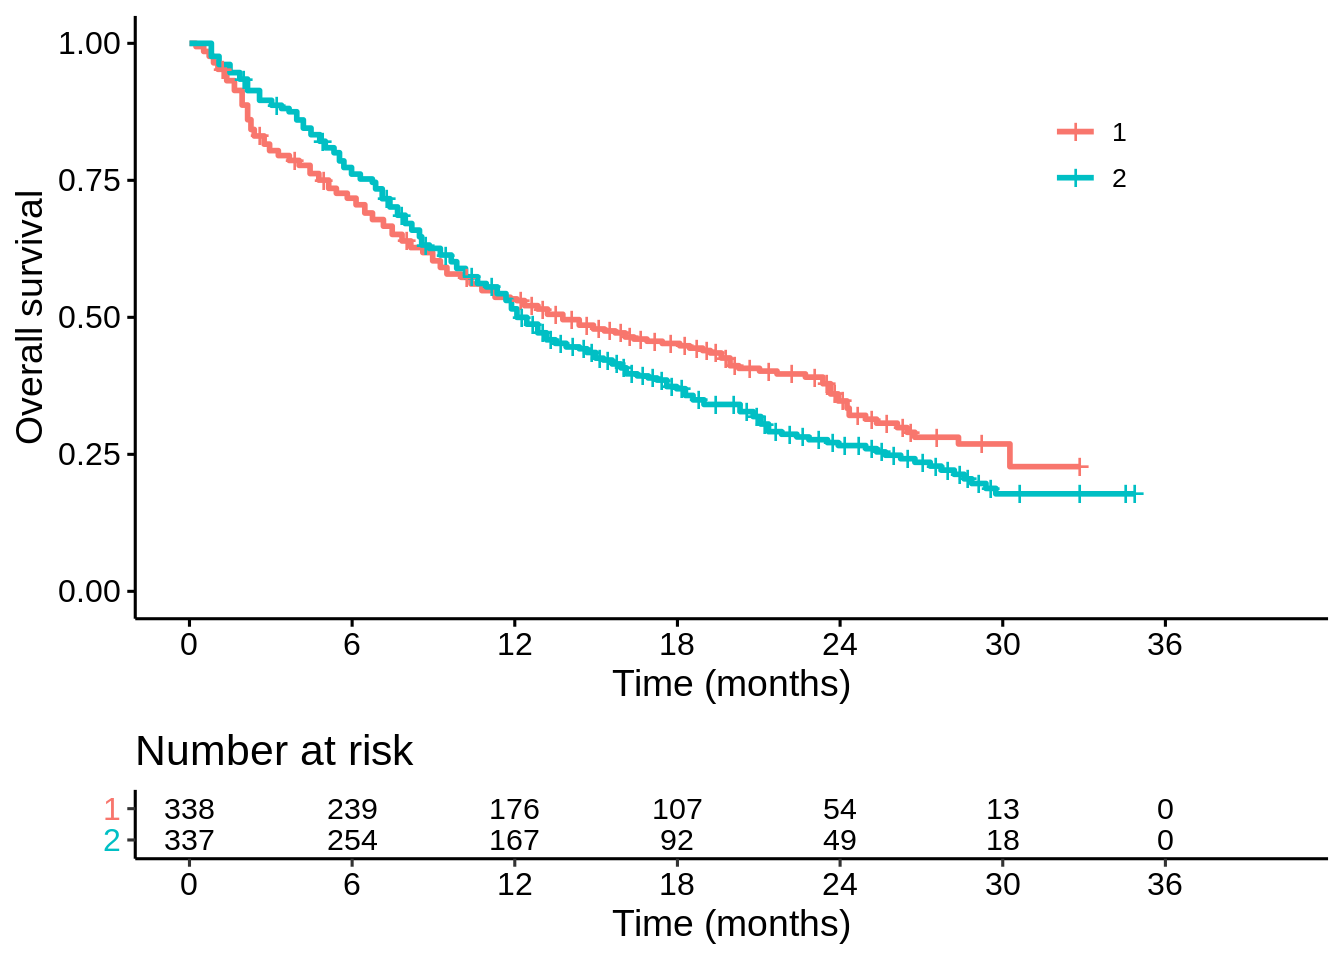 1.00
0.75
0.50
0.25
0.00
Overall survival
1
2
0 6 12 18 24 30 36
Time (months)
Number at risk
1 338 239 176 107 54 13 0
2 337 254 167 92 49 18 0
0 6 12 18 24 30 36
Time (months)